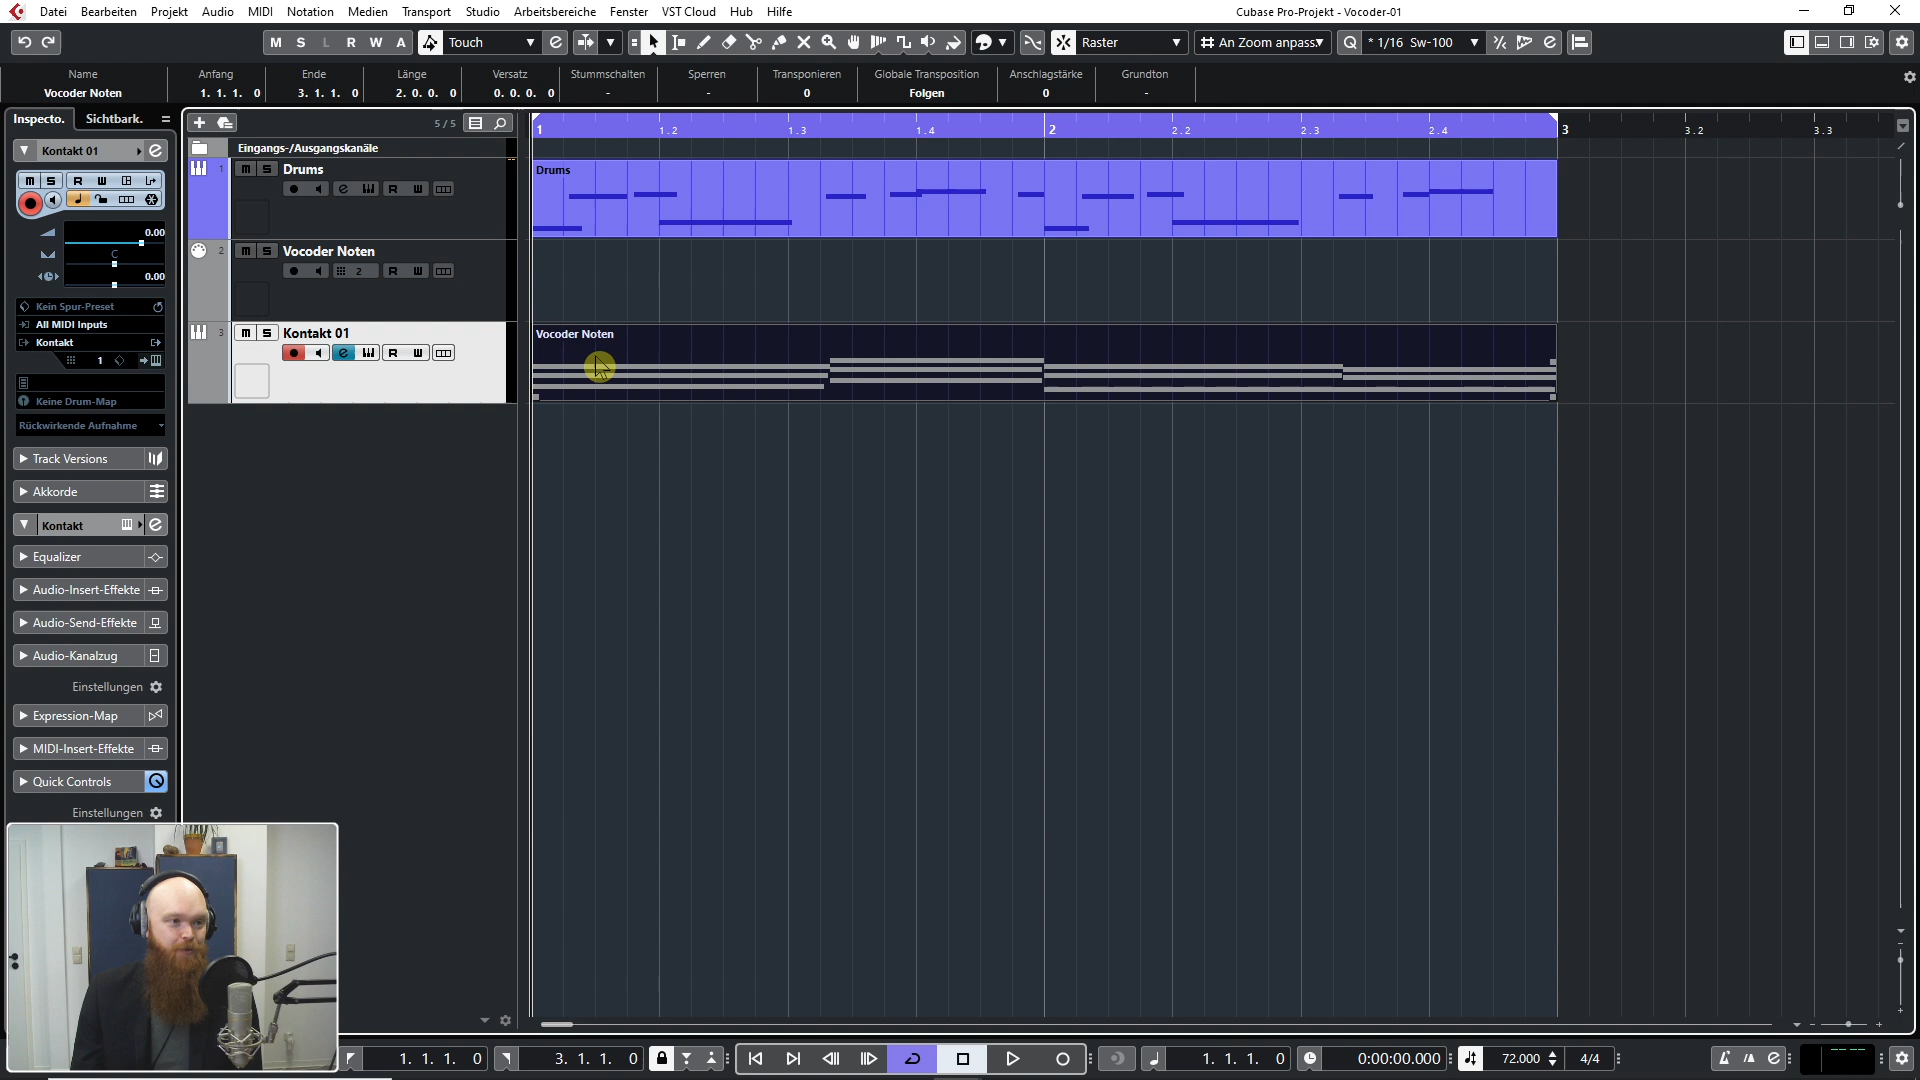 Datei Bearbeiten Projekt Audio MIDI Notation Medien Transport Studio Arbeitsbereiche Fenster VST Cloud Hub Hilfe Cubase Pro-Projekt - Vocoder-01
M S L R W A Touch Raster An Zoom anpass. Q * 1/16 Sw-100
Name Anfang Ende Länge Versatz Stummschalten Sperren Transponieren Globale Transposition Anschlagstärke Grundton
Vocoder Noten 1. 1. 1. 0 3. 1. 1. 0 2. 0. 0. 0 0. 0. 0. 0 - - 0 Folgen 0 -
Inspecto. Sichtbark. 5 / 5 1 1.2 1.3 1.4 2 2.2 2.3 2.4 3 3.2 3.3
Kontakt 01 Eingangs-/Ausgangskanäle
1 m S Drums Drums
R W
2 m S Vocoder Noten
2 R W
3 m S Kontakt 01 Vocoder Noten
R W
m S R W
0.00
C
0.00
Kein Spur-Preset
All MIDI Inputs
Kontakt
1
Keine Drum-Map
Rückwirkende Aufnahme
Track Versions
Akkorde
Kontakt
Equalizer
Audio-Insert-Effekte
Audio-Send-Effekte
Audio-Kanalzug
Einstellungen
Expression-Map
MIDI-Insert-Effekte
Quick Controls
Einstellungen
1. 1. 1. 0 3. 1. 1. 0 1. 1. 1. 0 0:00:00.000 72.000 4/4